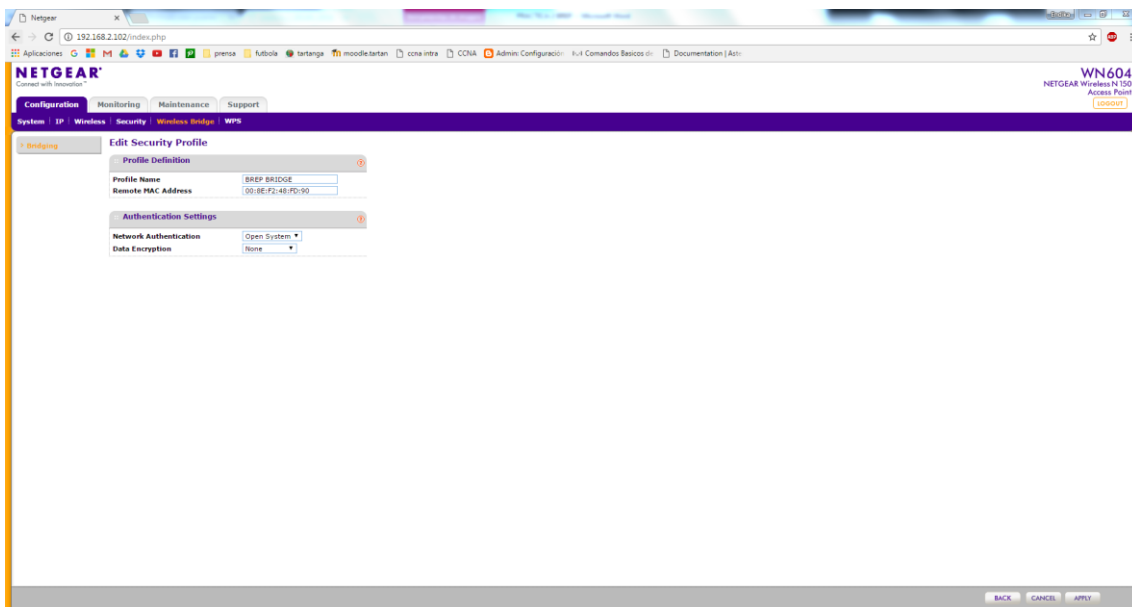 Netgear
192.168.2.102/index.php
Aplicaciones prensa futbola tartanga moodle.tartan ccna intra CCNA Admin: Configuración Comandos Basicos de Documentation | Aste
NETGEAR
Connect with Innovation™
WN604
NETGEAR Wireless N 150
Access Point
LOGOUT
Configuration Monitoring Maintenance Support
System IP Wireless Security Wireless Bridge WPS
Bridging
Edit Security Profile
Profile Definition
Profile Name BREP BRIDGE
Remote MAC Address 00:8E:F2:48:FD:90
Authentication Settings
Network Authentication Open System
Data Encryption None
BACK CANCEL APPLY